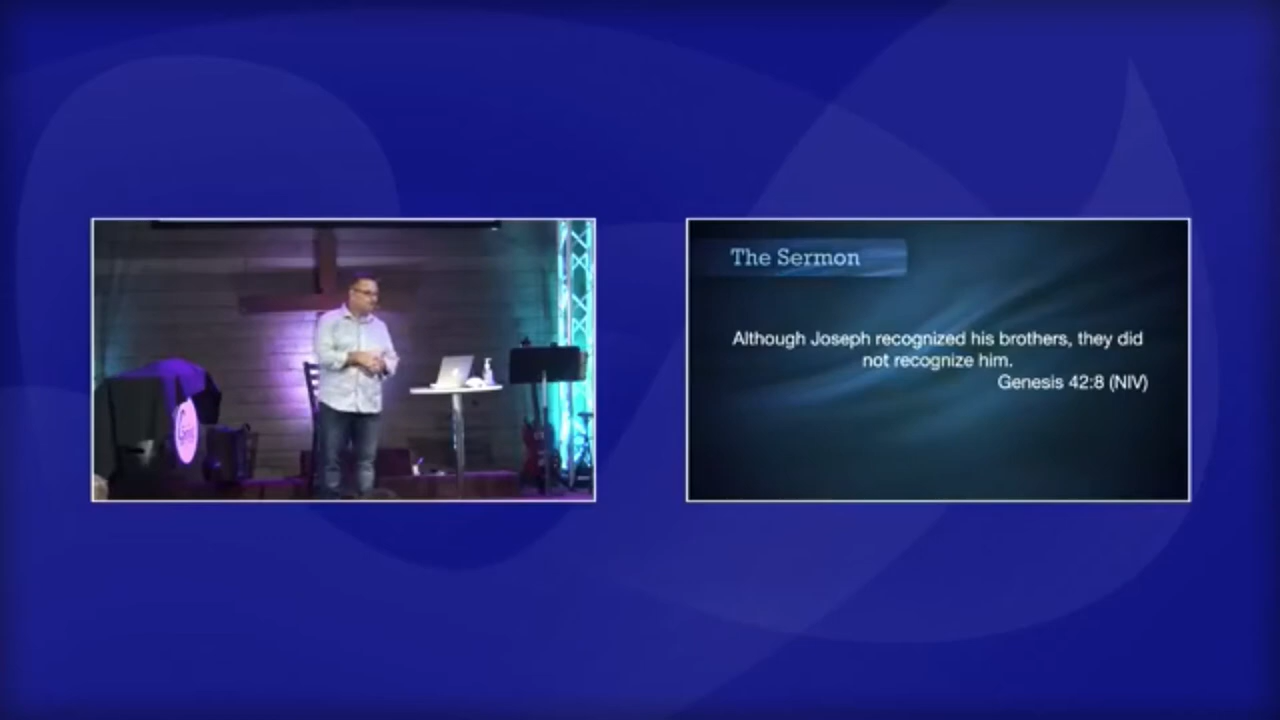 The Sermon
Although Joseph recognized his brothers, they did
not recognize him.
Genesis 42:8 (NIV)